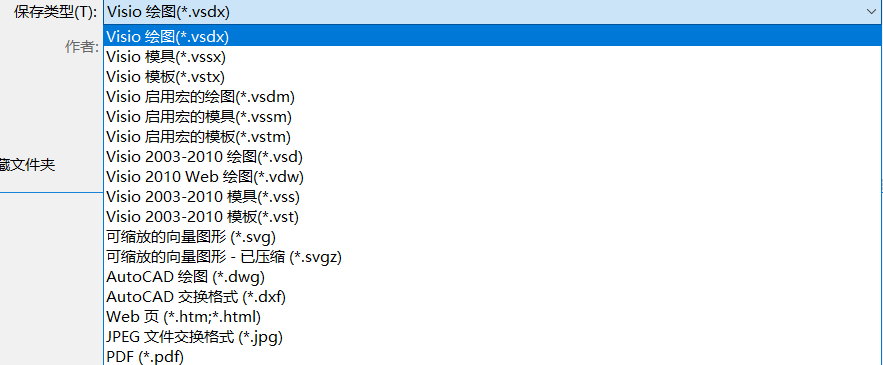 保存类型(T): Visio 绘图(*.vsdx)
Visio 绘图(*.vsdx)
作者:
Visio 模具(*.vssx)
Visio 模板(*.vstx)
Visio 启用宏的绘图(*.vsdm)
Visio 启用宏的模具(*.vssm)
Visio 启用宏的模板(*.vstm)
Visio 2003-2010 绘图(*.vsd)
藏文件夹
Visio 2010 Web 绘图(*.vdw)
Visio 2003-2010 模具(*.vss)
Visio 2003-2010 模板(*.vst)
可缩放的向量图形 (*.svg)
可缩放的向量图形 - 已压缩 (*.svgz)
AutoCAD 绘图 (*.dwg)
AutoCAD 交换格式 (*.dxf)
Web 页 (*.htm;*.html)
JPEG 文件交换格式 (*.jpg)
PDF (*.pdf)